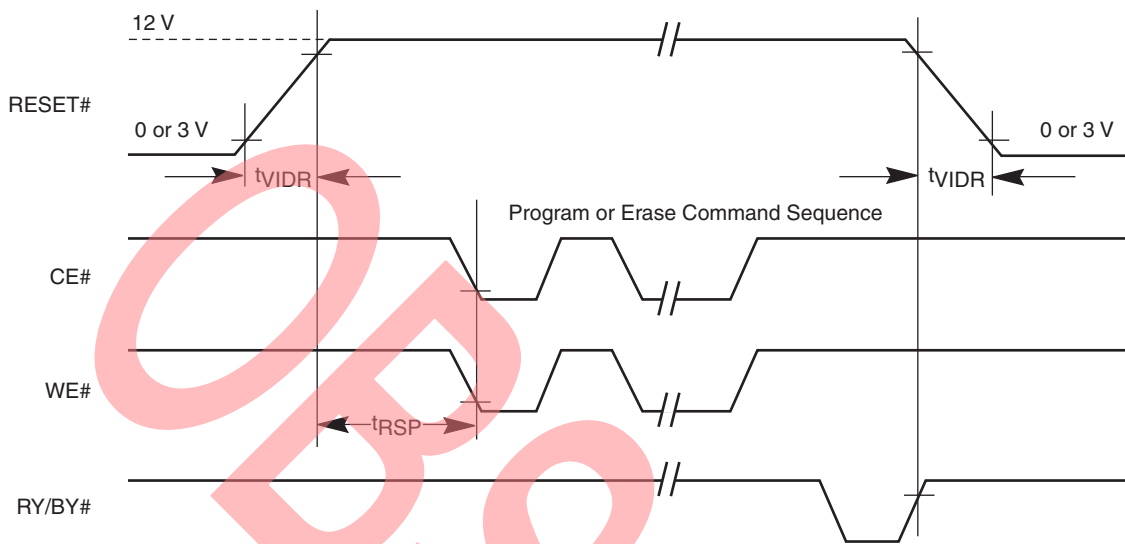 12 V
RESET#
0 or 3 V
0 or 3 V
tVIDR
tVIDR
Program or Erase Command Sequence
CE#
WE#
tRSP
RY/BY#
OBS